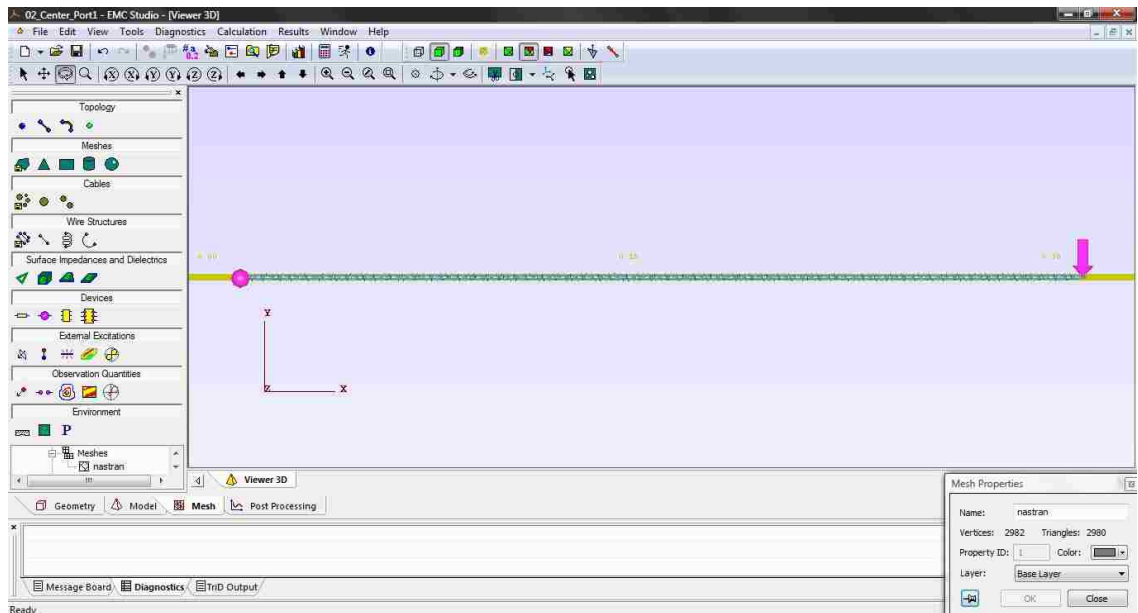 02_Center_Port1 - EMC Studio - [Viewer 3D]
File Edit View Tools Diagnostics Calculation Results Window Help
Topology
Meshes
Cables
Wire Structures
Surface Impedances and Dielectrics
Devices
External Excitations
Observation Quantities
Environment
P
Meshes
nastran
Y
Z X
Viewer 3D
Geometry Model Mesh Post Processing
Message Board Diagnostics TriD Output
Ready
Mesh Properties
Name: nastran
Vertices: 2982 Triangles: 2980
Property ID: 1 Color:
Layer: Base Layer
OK Close